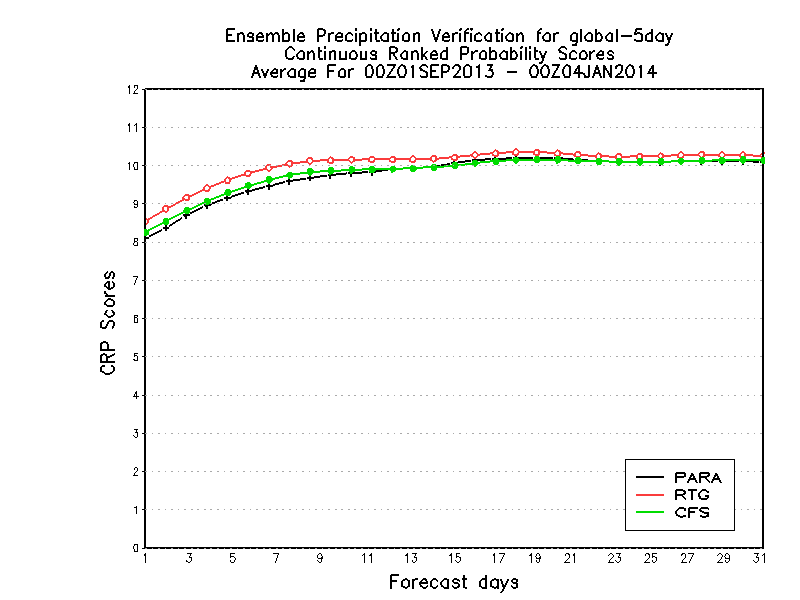 Ensemble Precipitation Verification for global-5day
Continuous Ranked Probability Scores
Average For 00Z01SEP2013 - 00Z04JAN2014
12
11
10
9
8
7
6
5
4
3
2
1
0
CRP Scores
PARA
RTG
CFS
1 3 5 7 9 11 13 15 17 19 21 23 25 27 29 31
Forecast days